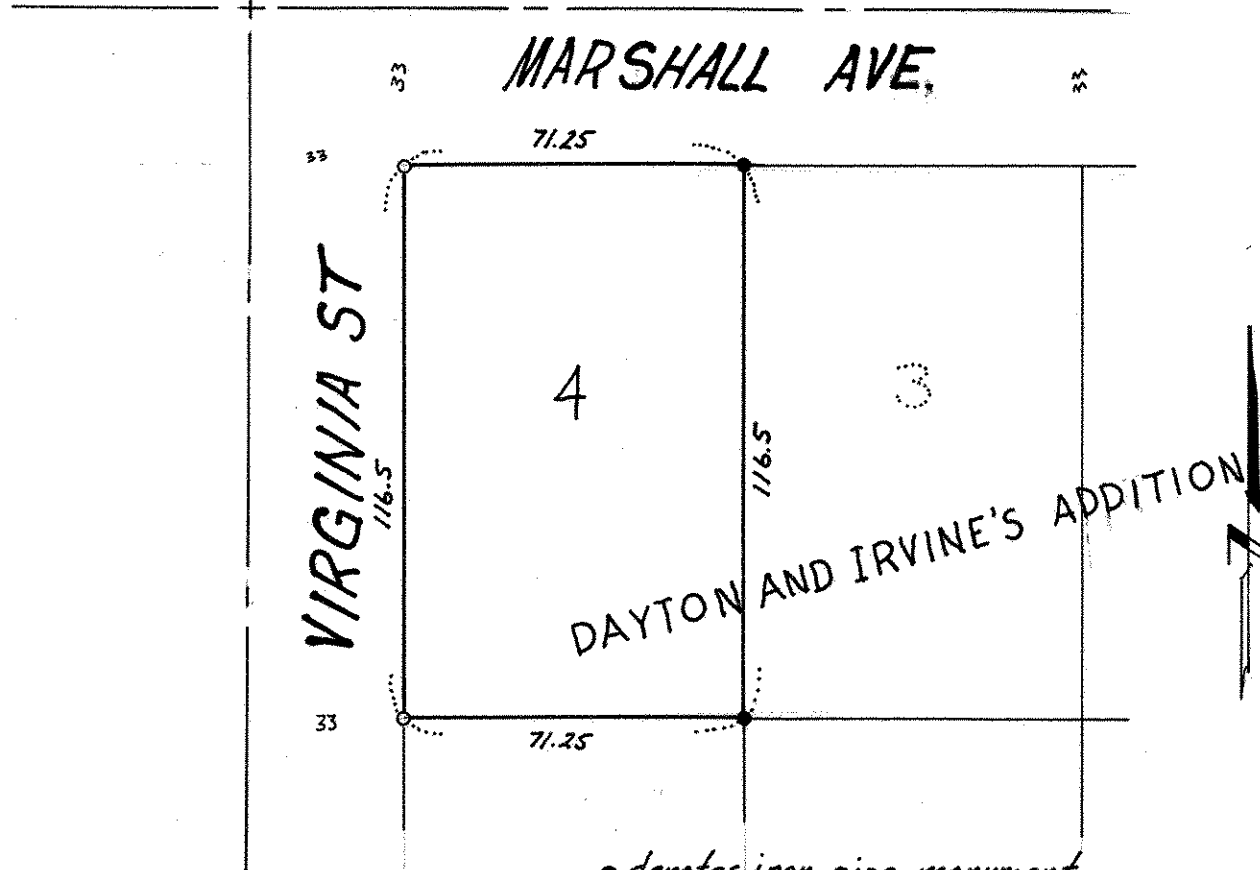 MARSHALL AVE.
33
33
71.25
33
VIRGINIA ST
4
3
116.5
116.5
DAYTON AND IRVINE'S ADDITION
33
71.25
o denotes iron pipe monument